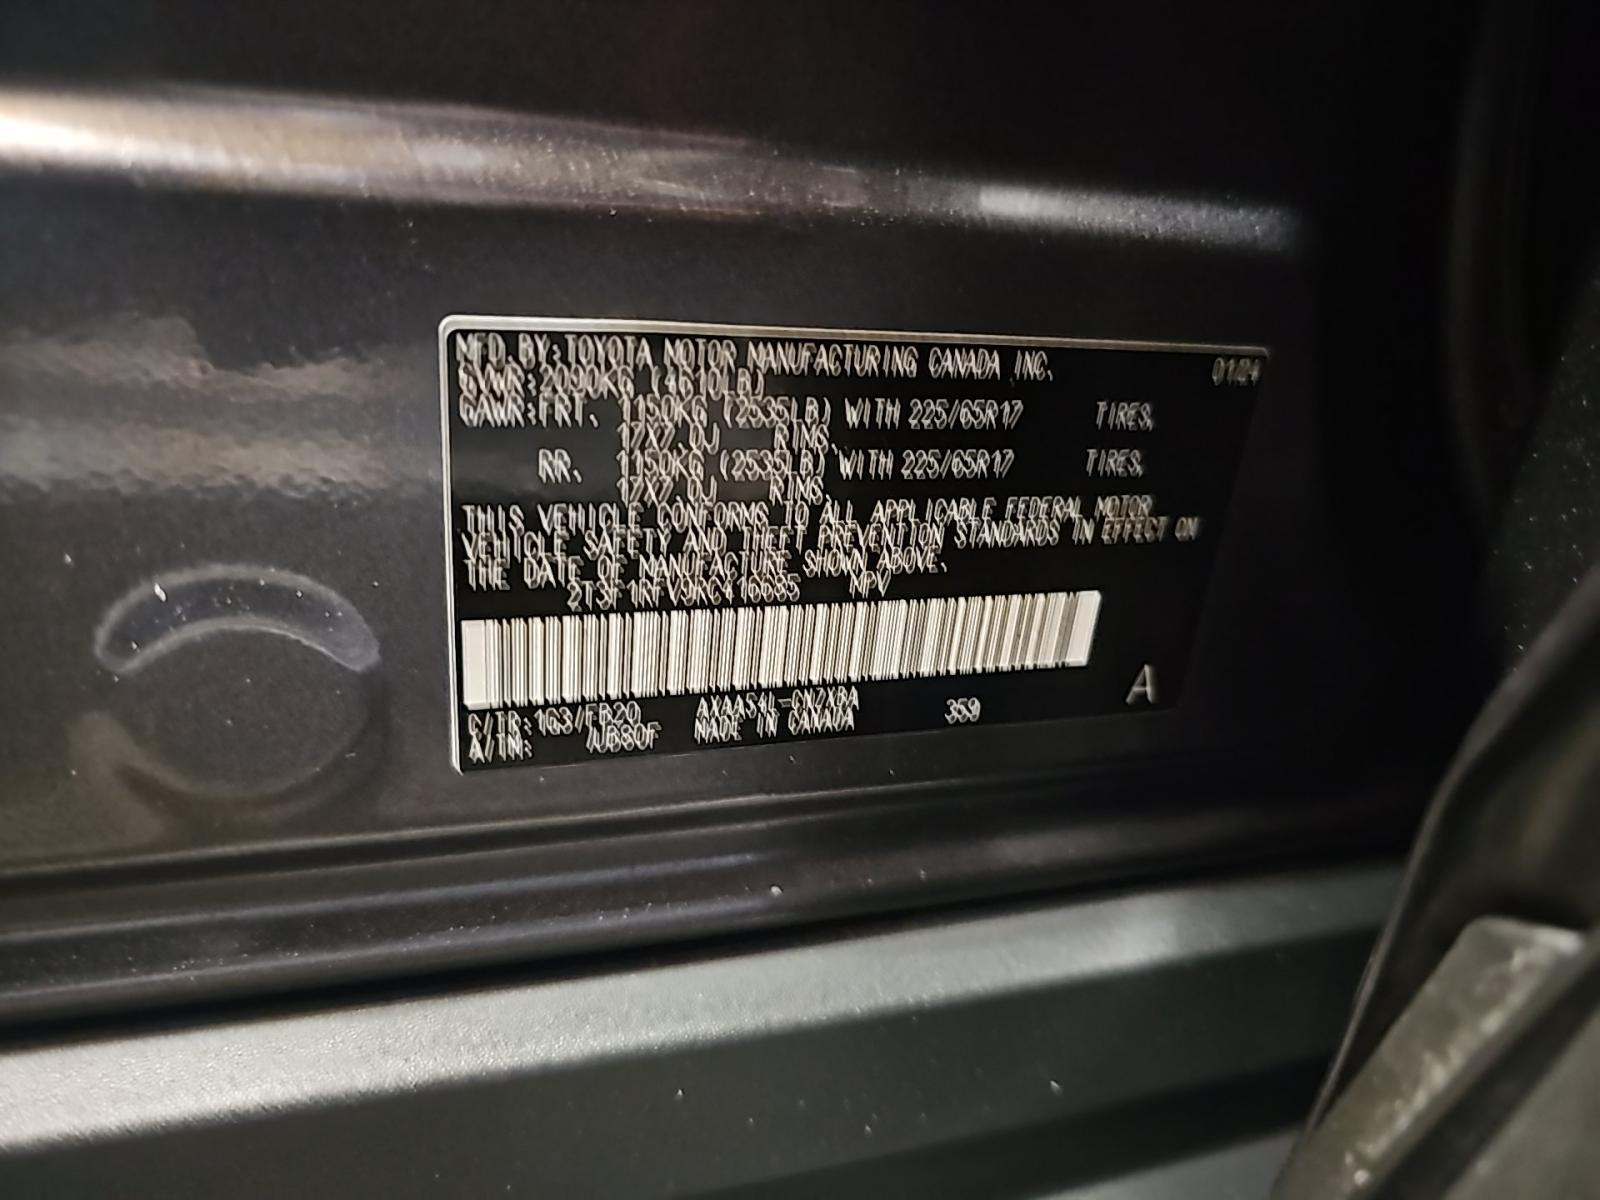 MFD. BY: TOYOTA MOTOR MANUFACTURING CANADA INC. 01/24
GVWR: 2090KG (4610LB)
GAWR: FRT. 1150KG (2535LB) WITH 225/65R17 TIRES,
17X7.0J RIMS,
RR. 1150KG (2535LB) WITH 225/65R17 TIRES,
17X7.0J RIMS,
THIS VEHICLE CONFORMS TO ALL APPLICABLE FEDERAL MOTOR
VEHICLE SAFETY AND THEFT PREVENTION STANDARDS IN EFFECT ON
THE DATE OF MANUFACTURE SHOWN ABOVE.
MPV
A
C/TR: 1G3/FB20 359
A/TM: MADE IN CANADA